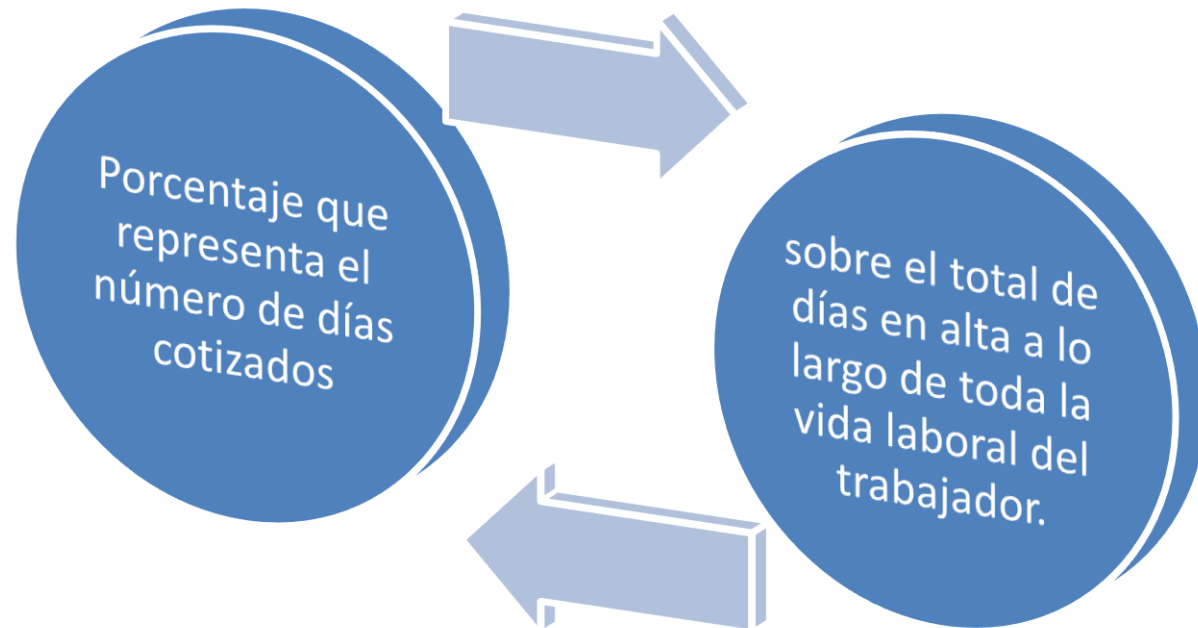 Porcentaje que
representa el
número de días
cotizados
sobre el total de
días en alta a lo
largo de toda la
vida laboral del
trabajador.